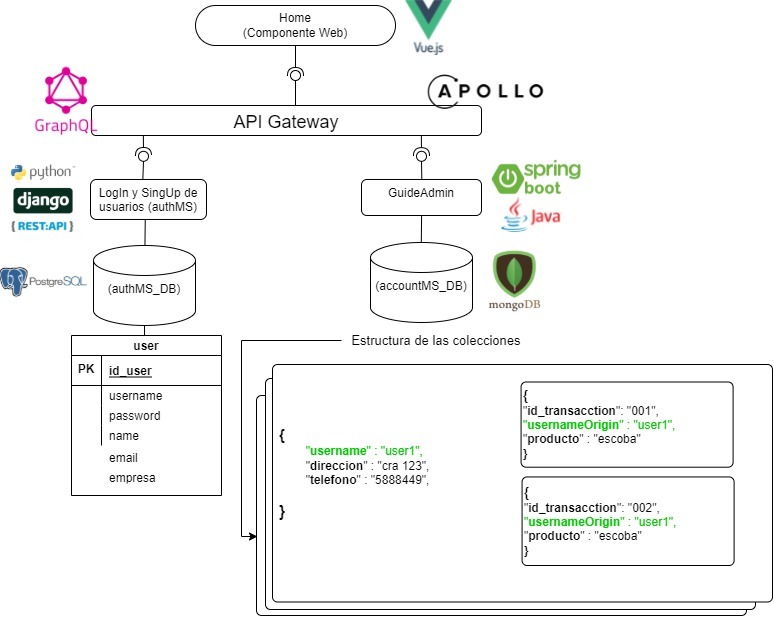 Home
(Componente Web)
Vue.js
GraphQL
APOLLO
API Gateway
python
django
{ REST:API }
LogIn y SingUp de
usuarios (authMS)
GuideAdmin
spring
boot
Java
PostgreSQL
(authMS_DB)
(accountMS_DB)
mongoDB
user
PK
id_user
username
password
name
email
empresa
Estructura de las colecciones
{
"username" : "user1",
"direccion" : "cra 123",
"telefono" : "5888449",
}
{
"id_transacction": "001",
"usernameOrigin" : "user1",
"producto" : "escoba"
}
{
"id_transacction": "002",
"usernameOrigin" : "user1",
"producto" : "escoba"
}